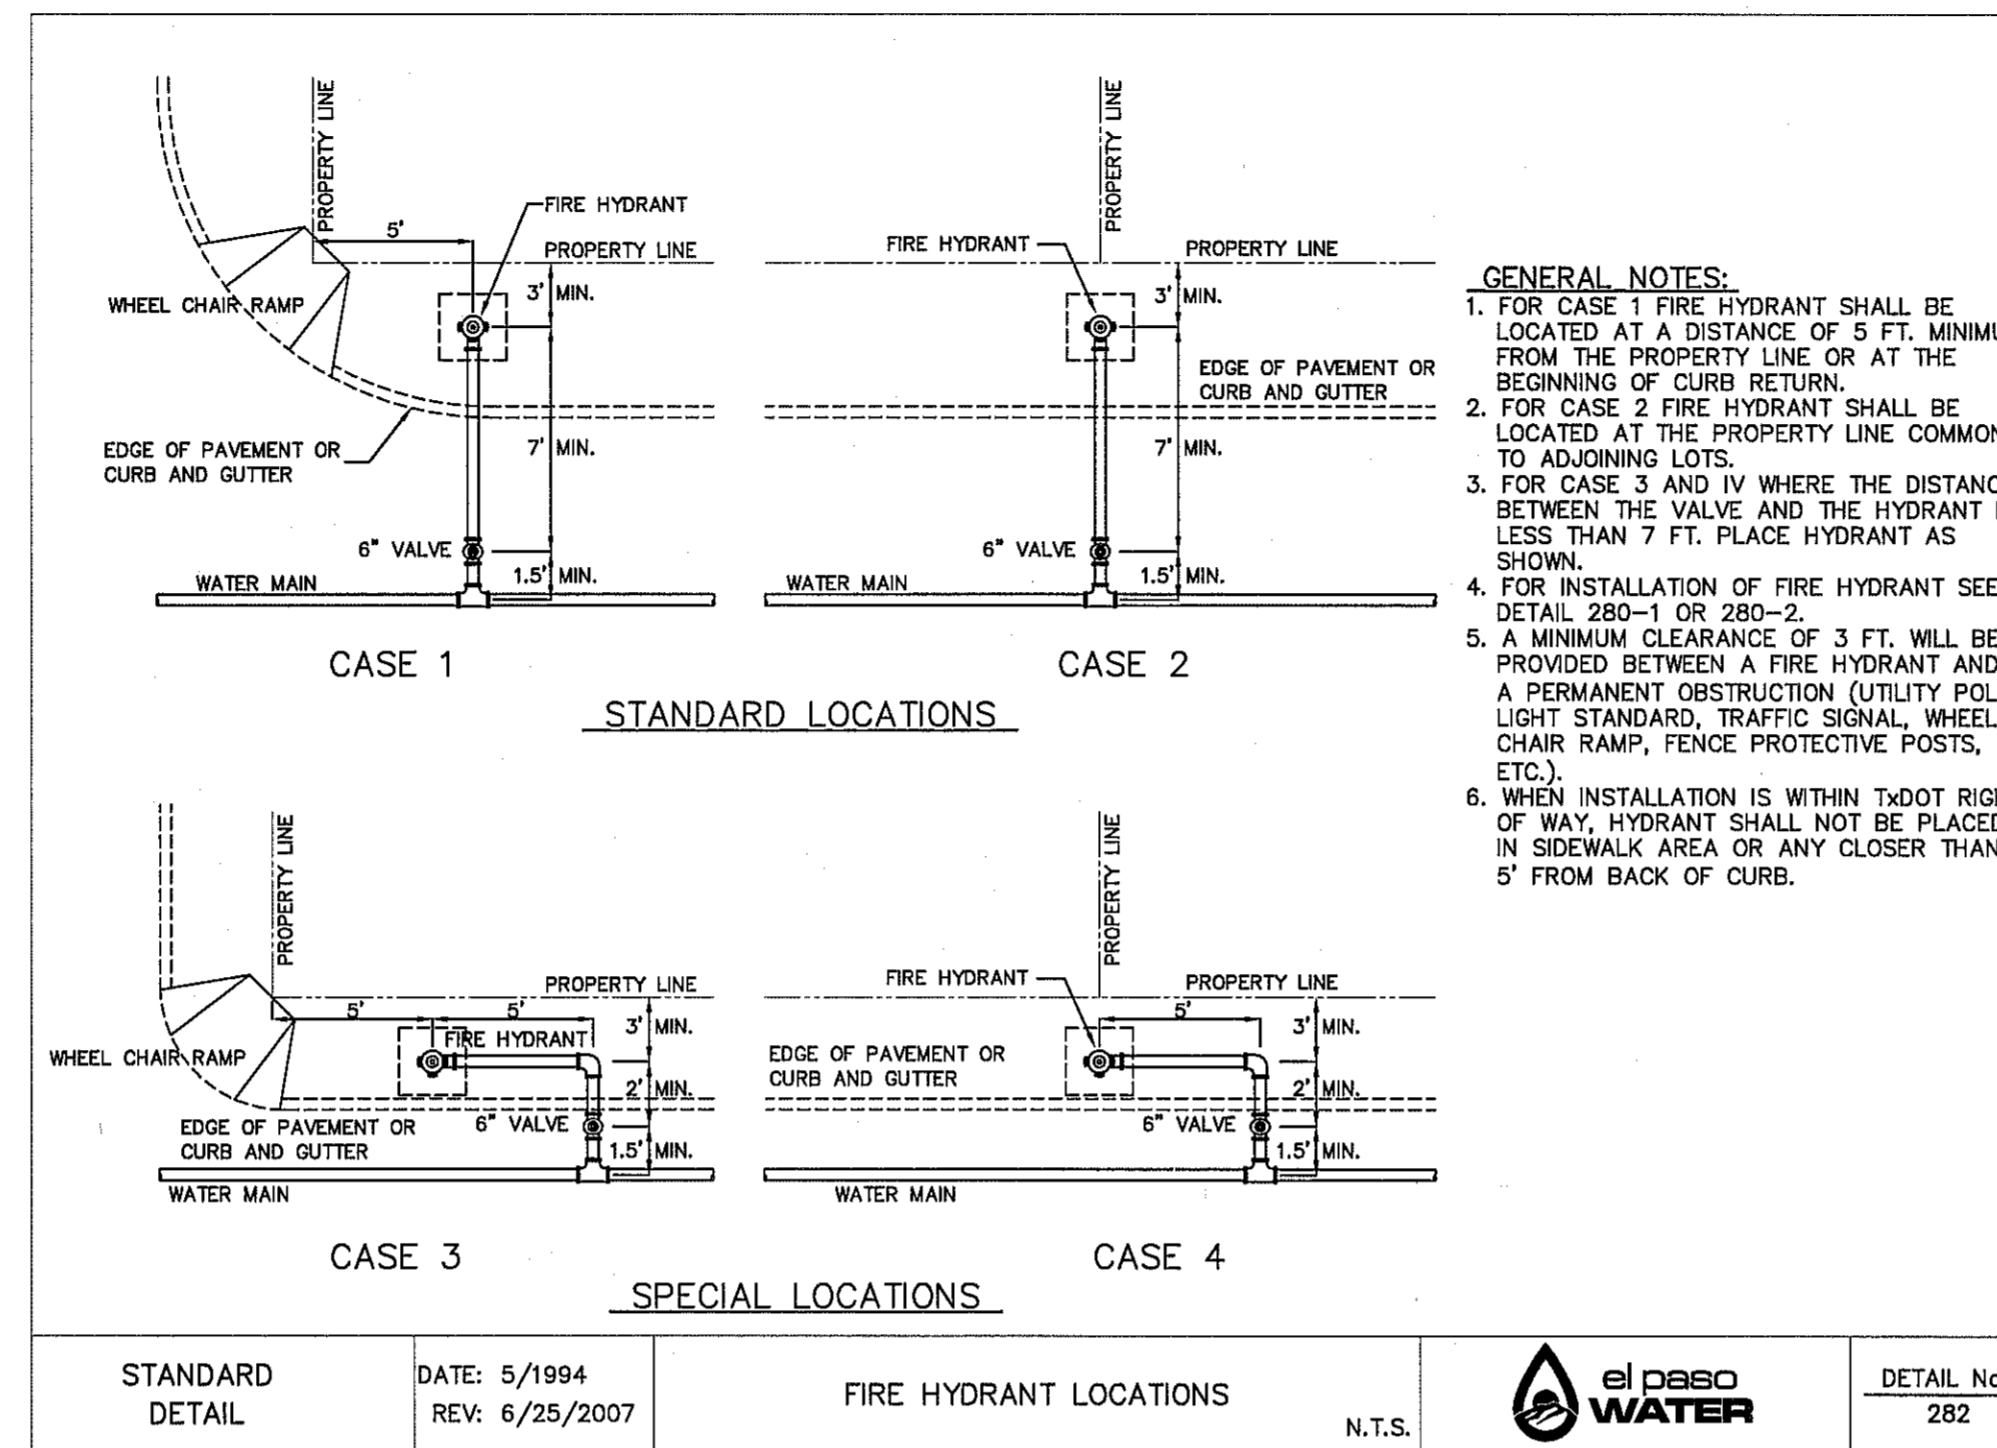 PROPERTY LINE
FIRE HYDRANT
5'
PROPERTY LINE
3' MIN.
WHEEL CHAIR RAMP
EDGE OF PAVEMENT OR
CURB AND GUTTER
7' MIN.
6" VALVE
1.5' MIN.
WATER MAIN
CASE 1
PROPERTY LINE
FIRE HYDRANT
PROPERTY LINE
3' MIN.
EDGE OF PAVEMENT OR
CURB AND GUTTER
7' MIN.
6" VALVE
1.5' MIN.
WATER MAIN
CASE 2
STANDARD LOCATIONS
PROPERTY LINE
PROPERTY LINE
5'
5'
3' MIN.
FIRE HYDRANT
WHEEL CHAIR RAMP
2' MIN.
EDGE OF PAVEMENT OR
CURB AND GUTTER
6" VALVE
1.5' MIN.
WATER MAIN
CASE 3
PROPERTY LINE
FIRE HYDRANT
PROPERTY LINE
5'
3' MIN.
EDGE OF PAVEMENT OR
CURB AND GUTTER
2' MIN.
6" VALVE
1.5' MIN.
WATER MAIN
CASE 4
SPECIAL LOCATIONS
GENERAL NOTES:
1. FOR CASE 1 FIRE HYDRANT SHALL BE
LOCATED AT A DISTANCE OF 5 FT.
FROM THE PROPERTY LINE OR AT THE
BEGINNING OF CURB RETURN.
2. FOR CASE 2 FIRE HYDRANT SHALL BE
LOCATED AT THE PROPERTY LINE COMMON
TO ADJOINING LOTS.
3. FOR CASE 3 AND IV WHERE THE
BETWEEN THE VALVE AND THE HYDRANT
LESS THAN 7 FT. PLACE HYDRANT AS
SHOWN.
4. FOR INSTALLATION OF FIRE HYDRANT SEE
DETAIL 280-1 OR 280-2.
5. A MINIMUM CLEARANCE OF 3 FT. WILL BE
PROVIDED BETWEEN A FIRE HYDRANT AND
A PERMANENT OBSTRUCTION (UTILITY
LIGHT STANDARD, TRAFFIC SIGNAL, WHEEL
CHAIR RAMP, FENCE PROTECTIVE POSTS,
ETC.).
6. WHEN INSTALLATION IS WITHIN TxDOT
OF WAY, HYDRANT SHALL NOT BE PLACED
IN SIDEWALK AREA OR ANY CLOSER THAN
5' FROM BACK OF CURB.
STANDARD
DETAIL
DATE: 5/1994
REV: 6/25/2007
FIRE HYDRANT LOCATIONS
N.T.S.
el paso
WATER
DETAIL No
282